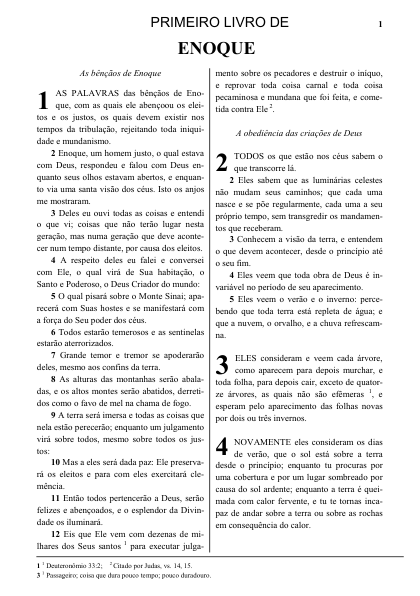 PRIMEIRO LIVRO DE
1
ENOQUE
As bênçãos de Enoque
1 AS PALAVRAS das bênçãos de Eno-
que, com as quais ele abençoou os elei-
tos e os justos, os quais devem existir nos
tempos da tribulação, rejeitando toda iniqui-
dade e mundanismo.
2 Enoque, um homem justo, o qual estava
com Deus, respondeu e falou com Deus en-
quanto seus olhos estavam abertos, e enquan-
to via uma santa visão dos céus. Isto os anjos
me mostraram.
3 Deles eu ouvi todas as coisas e entendi
o que vi; coisas que não terão lugar nesta
geração, mas numa geração que deve aconte-
cer num tempo distante, por causa dos eleitos.
4 A respeito deles eu falei e conversei
com Ele, o qual virá de Sua habitação, o
Santo e Poderoso, o Deus Criador do mundo:
5 O qual pisará sobre o Monte Sinai; apa-
recerá com Suas hostes e se manifestará com
a força do Seu poder dos céus.
6 Todos estarão temerosos e as sentinelas
estarão aterrorizados.
7 Grande temor e tremor se apoderarão
deles, mesmo aos confins da terra.
8 As alturas das montanhas serão abala-
das, e os altos montes serão abatidos, derreti-
dos como o favo de mel na chama de fogo.
9 A terra será imersa e todas as coisas que
nela estão perecerão; enquanto um julgamento
virá sobre todos, mesmo sobre todos os jus-
tos:
10 Mas a eles será dada paz: Ele preserva-
rá os eleitos e para com eles exercitará cle-
mência.
11 Então todos pertencerão a Deus, serão
felizes e abençoados, e o esplendor da Divin-
dade os iluminará.
12 Eis que Ele vem com dezenas de mi-
lhares dos Seus santos 1 para executar julga-
mento sobre os pecadores e destruir o iníquo,
e reprovar toda coisa carnal e toda coisa
pecaminosa e mundana que foi feita, e come-
tida contra Ele 2.
A obediência das criações de Deus
2 TODOS os que estão nos céus sabem o
que transcorre lá.
2 Eles sabem que as luminárias celestes
não mudam seus caminhos; que cada uma
nasce e se põe regularmente, cada uma a seu
próprio tempo, sem transgredir os mandamen-
tos que receberam.
3 Conhecem a visão da terra, e entendem
o que devem acontecer, desde o princípio até
o seu fim.
4 Eles veem que toda obra de Deus é in-
variável no período de seu aparecimento.
5 Eles veem o verão e o inverno: perce-
bendo que toda terra está repleta de água; e
que a nuvem, o orvalho, e a chuva refrescam-
na.
3 ELES consideram e veem cada árvore,
como aparecem para depois murchar, e
toda folha, para depois cair, exceto de quator-
ze árvores, as quais não são efêmeras 1, e
esperam pelo aparecimento das folhas novas
por dois ou três invernos.
4 NOVAMENTE eles consideram os dias
de verão, que o sol está sobre a terra
desde o princípio; enquanto tu procuras por
uma cobertura e por um lugar sombreado por
causa do sol ardente; enquanto a terra é quei-
mada com calor fervente, e tu te tornas inca-
paz de andar sobre a terra ou sobre as rochas
em consequência do calor.
1 1 Deuteronômio 33:2; 2 Citado por Judas, vs. 14, 15.
3 1 Passageiro; coisa que dura pouco tempo; pouco duradouro.